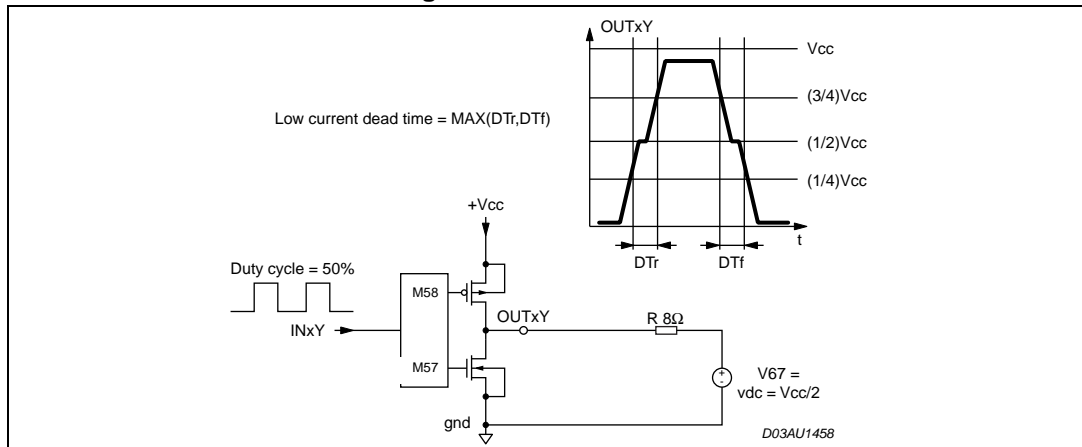 OUTxY
Vcc
(3/4)Vcc
Low current dead time = MAX(DTr,DTf)
(1/2)Vcc
(1/4)Vcc
+Vcc
t
DTr
DTf
Duty cycle = 50%
M58
OUTxY
R 8Ω
INxY
M57
+
-
V67 =
vdc = Vcc/2
gnd
D03AU1458